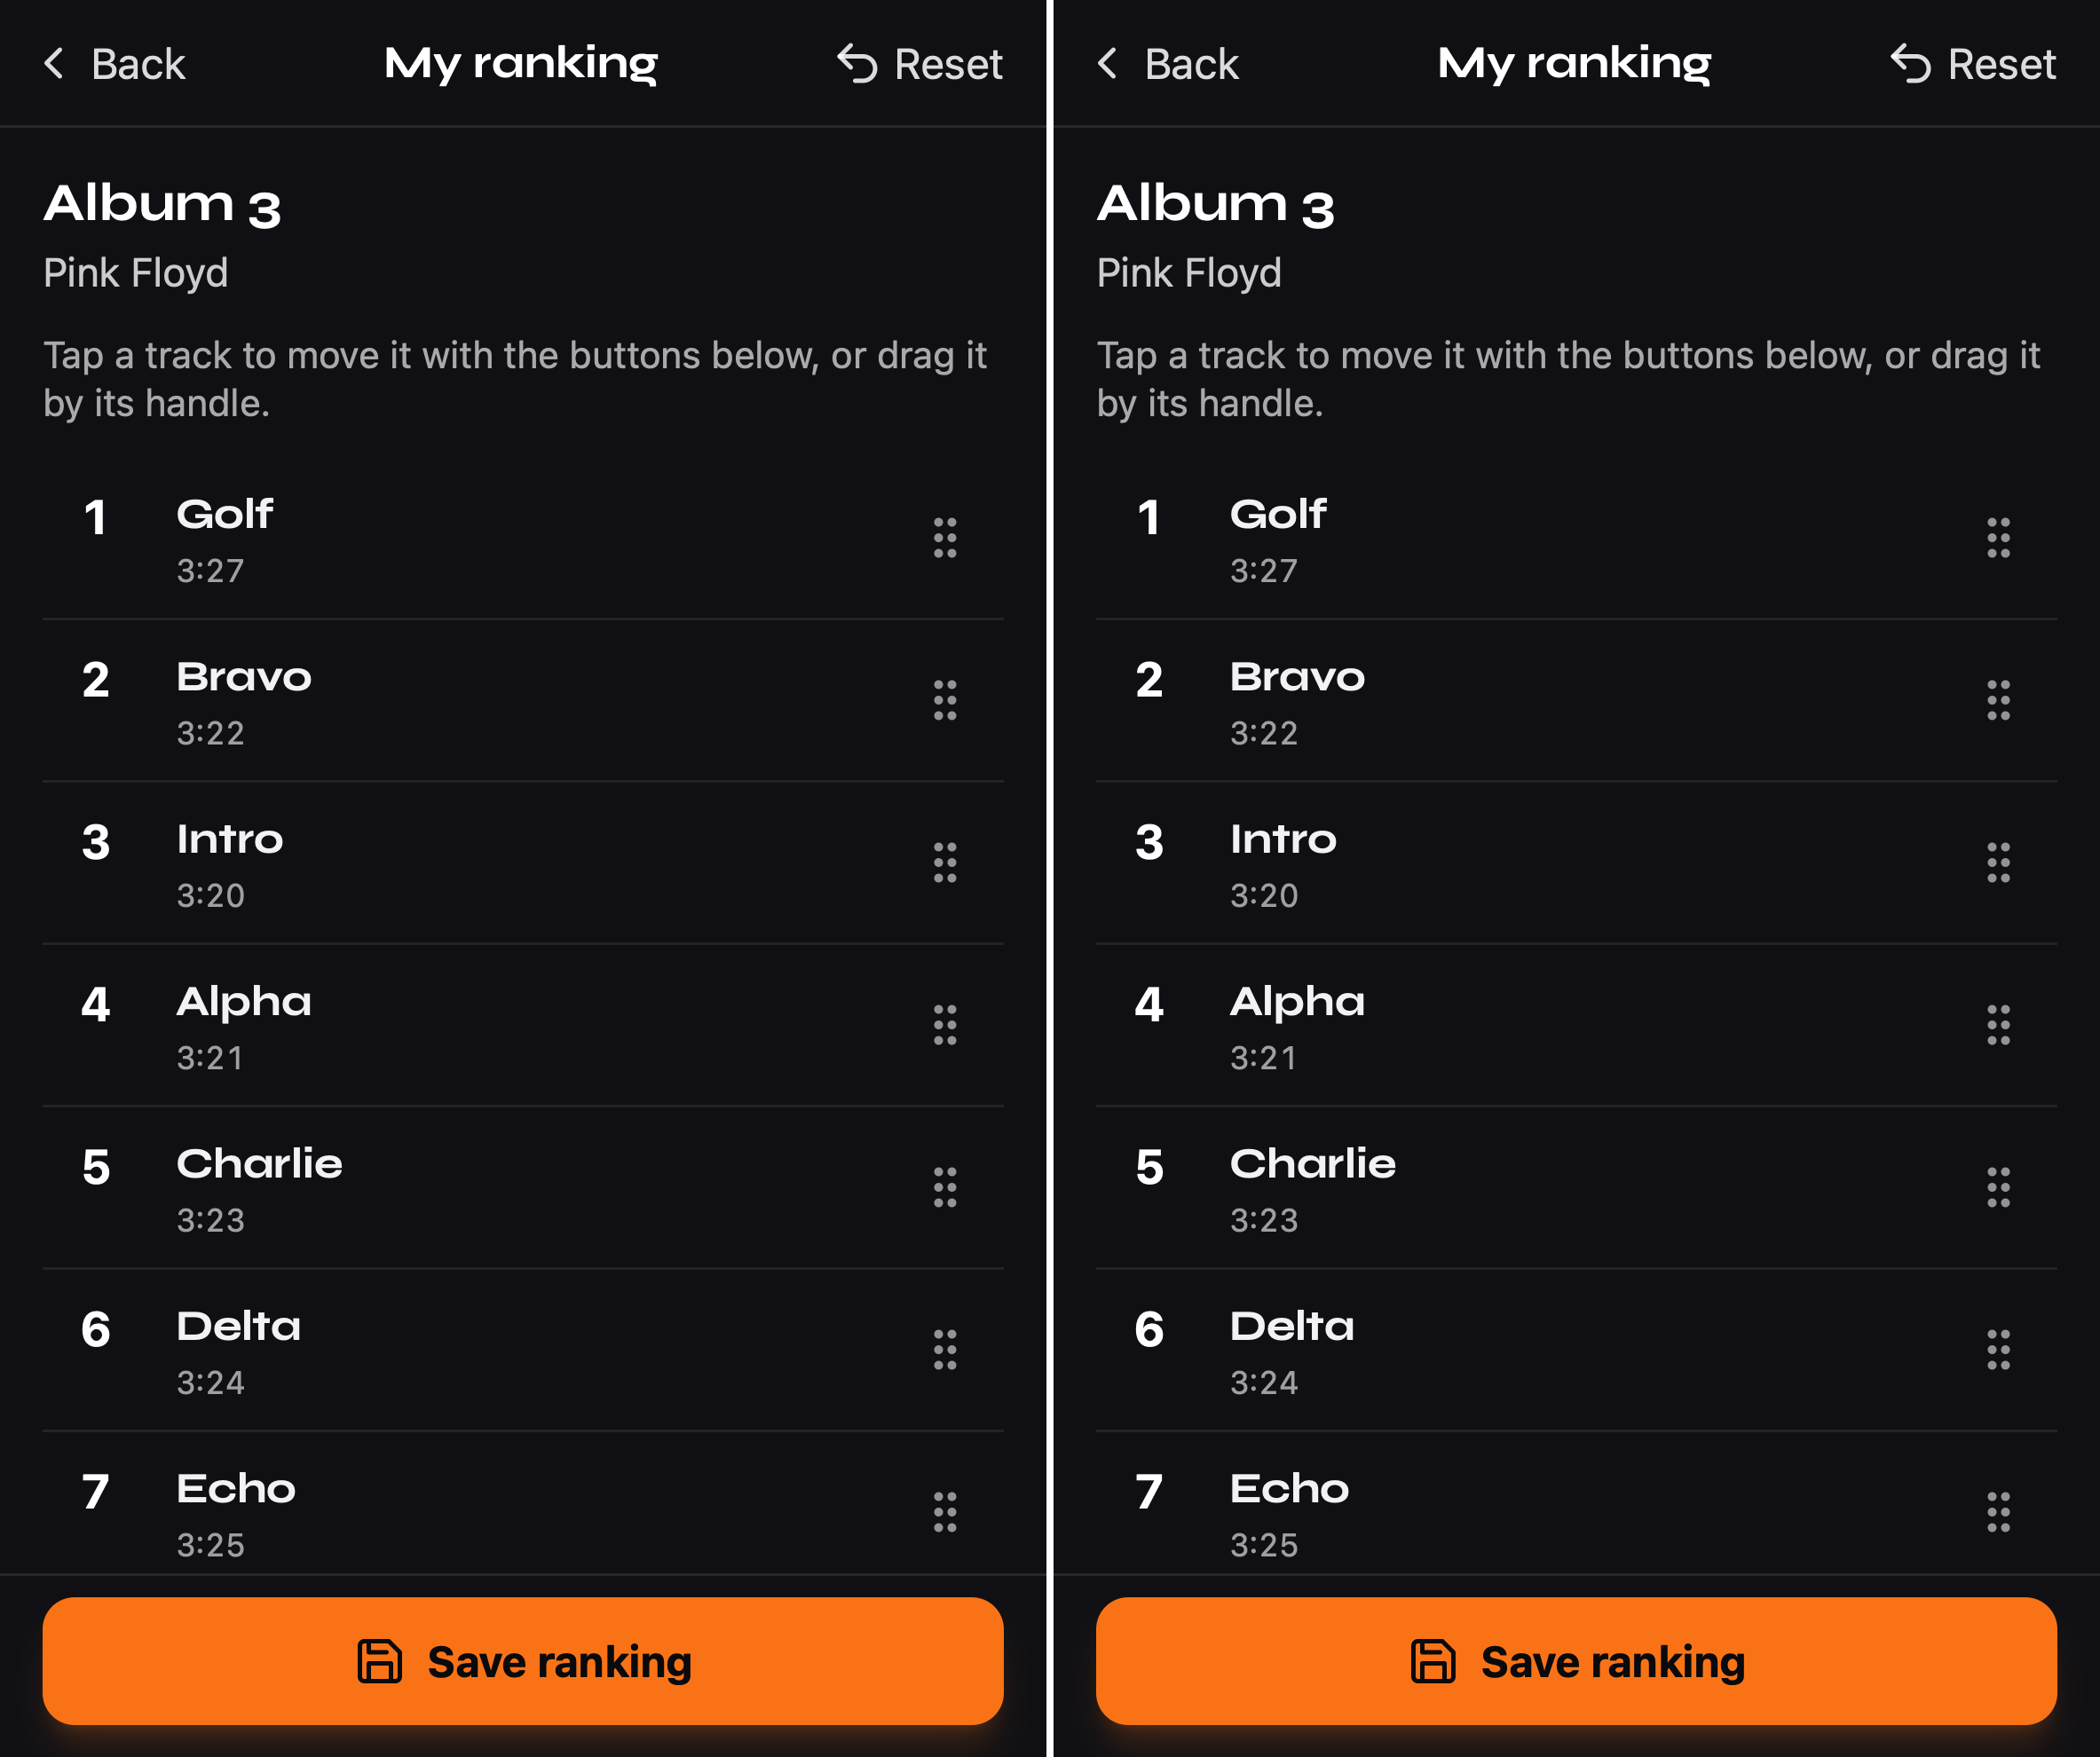 Back My ranking Reset
Album 3
Pink Floyd
Tap a track to move it with the buttons below, or drag it
by its handle.
1 Golf
3:27
2 Bravo
3:22
3 Intro
3:20
4 Alpha
3:21
5 Charlie
3:23
6 Delta
3:24
7 Echo
3:25
Save ranking
Back My ranking Reset
Album 3
Pink Floyd
Tap a track to move it with the buttons below, or drag it
by its handle.
1 Golf
3:27
2 Bravo
3:22
3 Intro
3:20
4 Alpha
3:21
5 Charlie
3:23
6 Delta
3:24
7 Echo
3:25
Save ranking